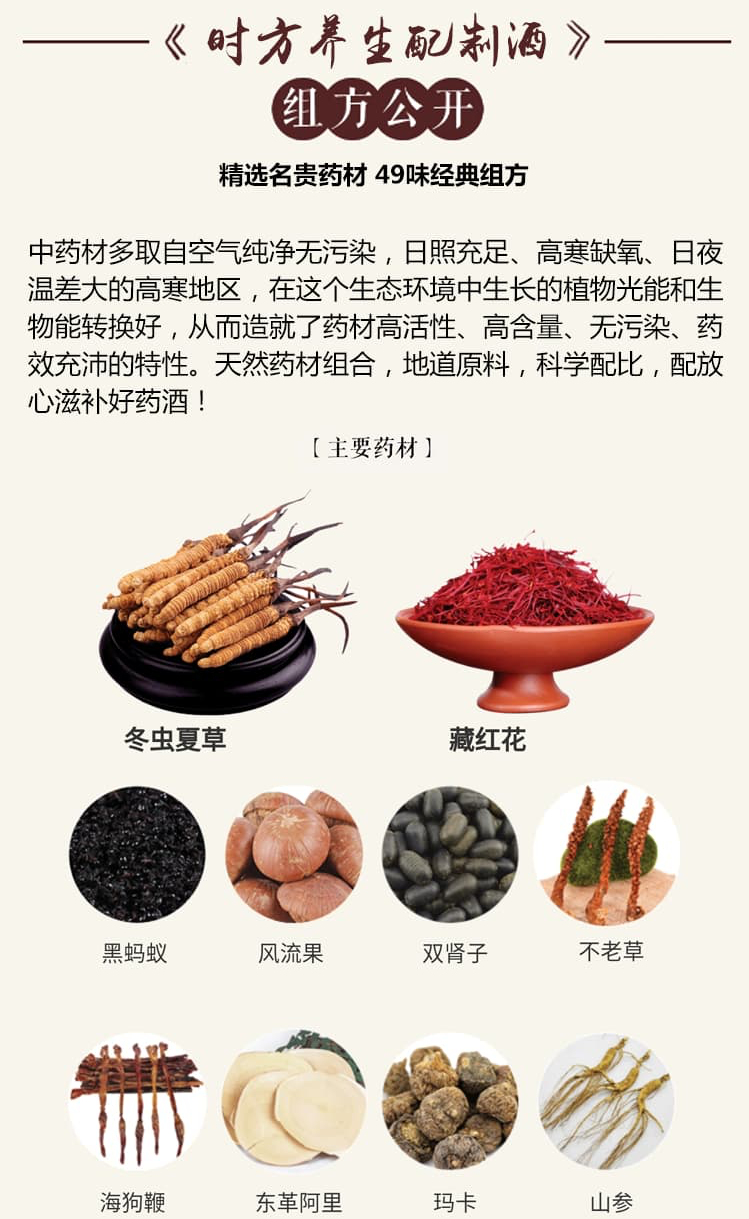 《时方养生配制酒》
组方公开
精选名贵药材 49味经典组方
中药材多取自空气纯净无污染，日照充足、高寒缺氧、日夜
温差大的高寒地区，在这个生态环境中生长的植物光能和生
物能转换好，从而造就了药材高活性、高含量、无污染、药
效充沛的特性。天然药材组合，地道原料，科学配比，配放
心滋补好药酒！
【主要药材】
冬虫夏草 藏红花
黑蚂蚁 风流果 双肾子 不老草
海狗鞭 东革阿里 玛卡 山参